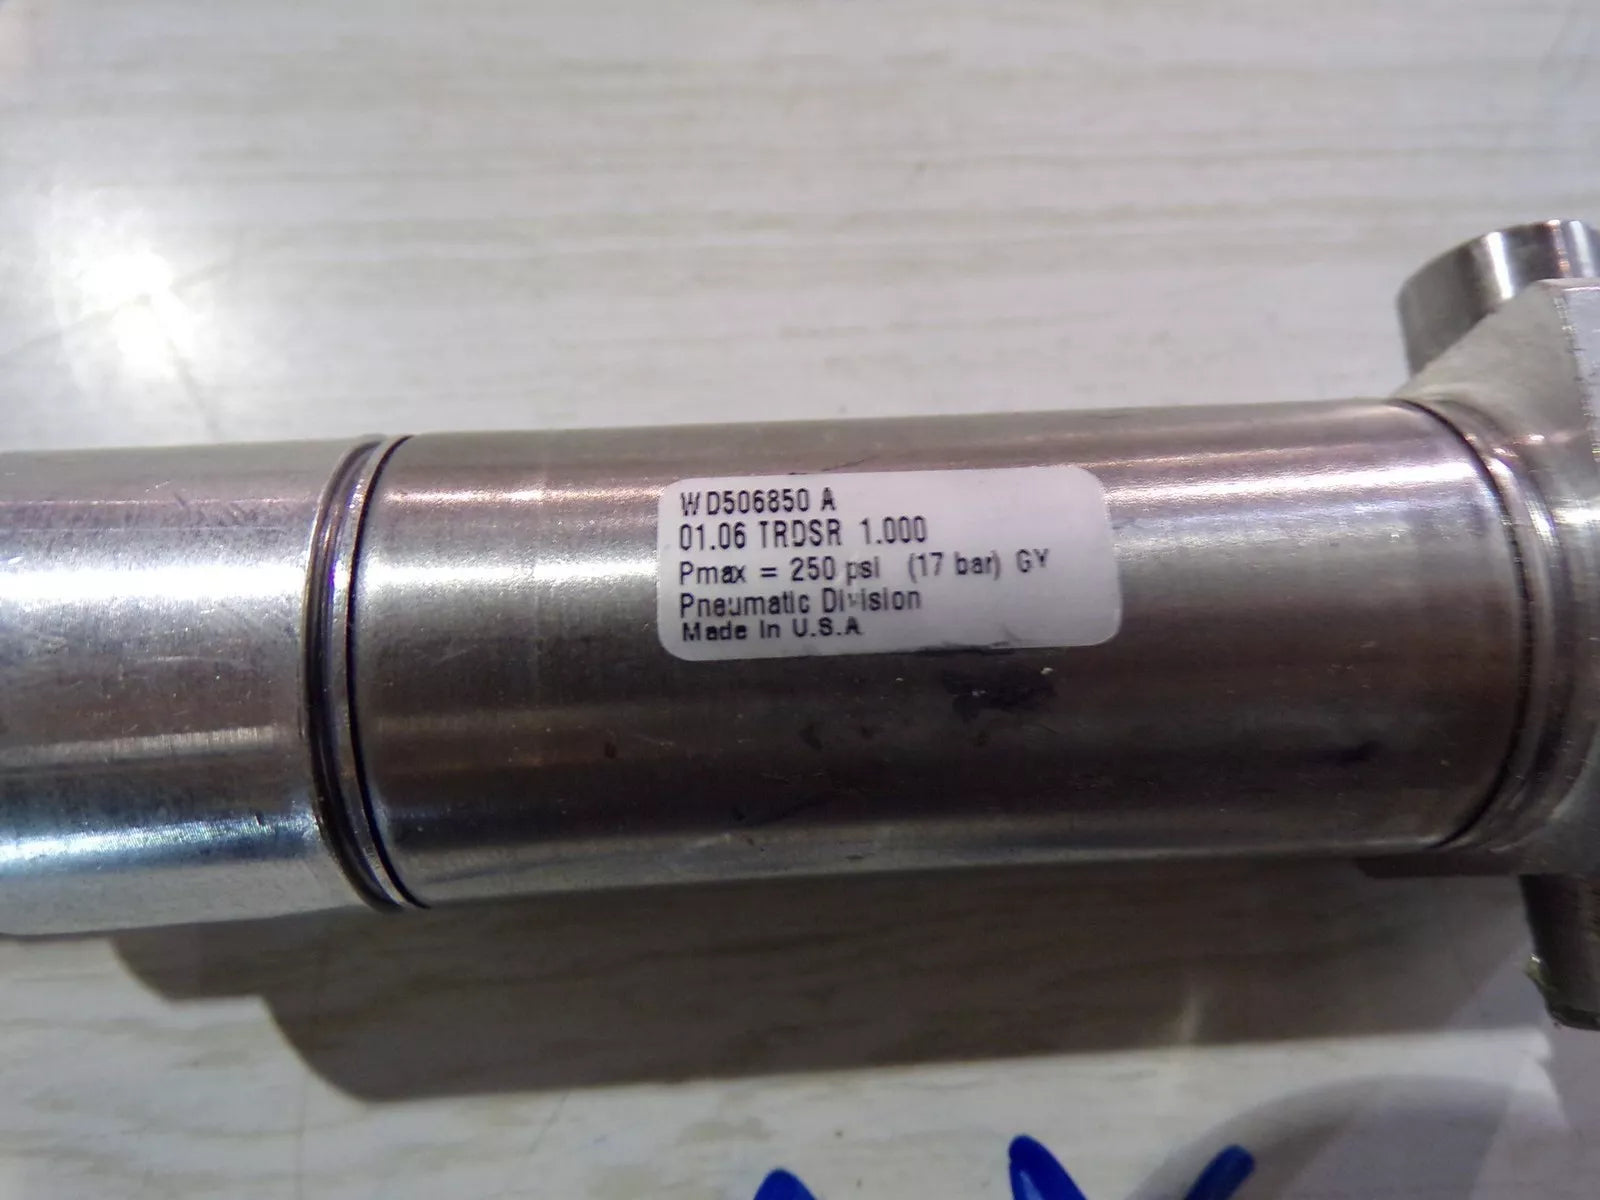 WD506850 A
01.06 TRDSR 1.000
Pmax = 250 psi (17 bar) GY
Pneumatic Division
Made In U.S.A